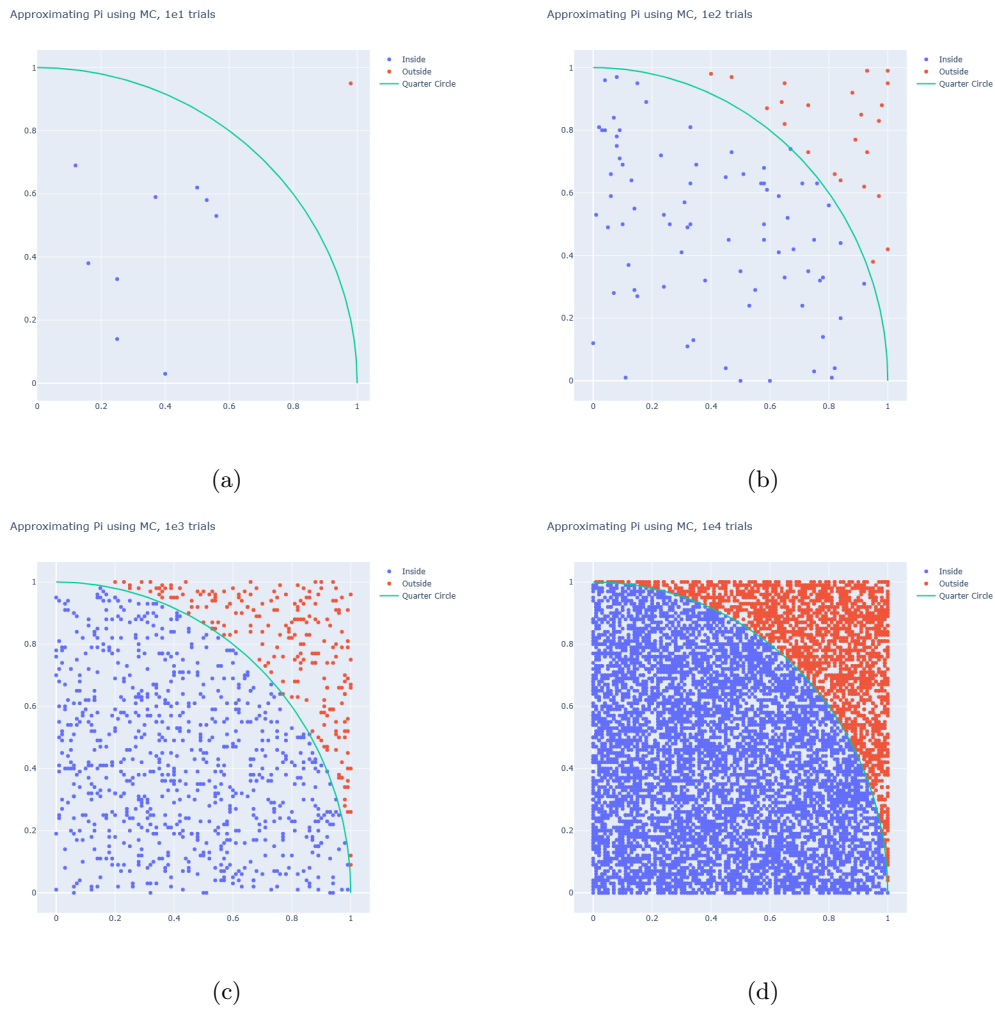 Approximating Pi using MC, 1e1 trials
Inside
Outside
Quarter Circle
1
0.8
0.6
0.4
0.2
0
0 0.2 0.4 0.6 0.8 1
(a)
Approximating Pi using MC, 1e2 trials
Inside
Outside
Quarter Circle
1
0.8
0.6
0.4
0.2
0
0 0.2 0.4 0.6 0.8 1
(b)
Approximating Pi using MC, 1e3 trials
Inside
Outside
Quarter Circle
1
0.8
0.6
0.4
0.2
0
0 0.2 0.4 0.6 0.8 1
(c)
Approximating Pi using MC, 1e4 trials
Inside
Outside
Quarter Circle
1
0.8
0.6
0.4
0.2
0
0 0.2 0.4 0.6 0.8 1
(d)